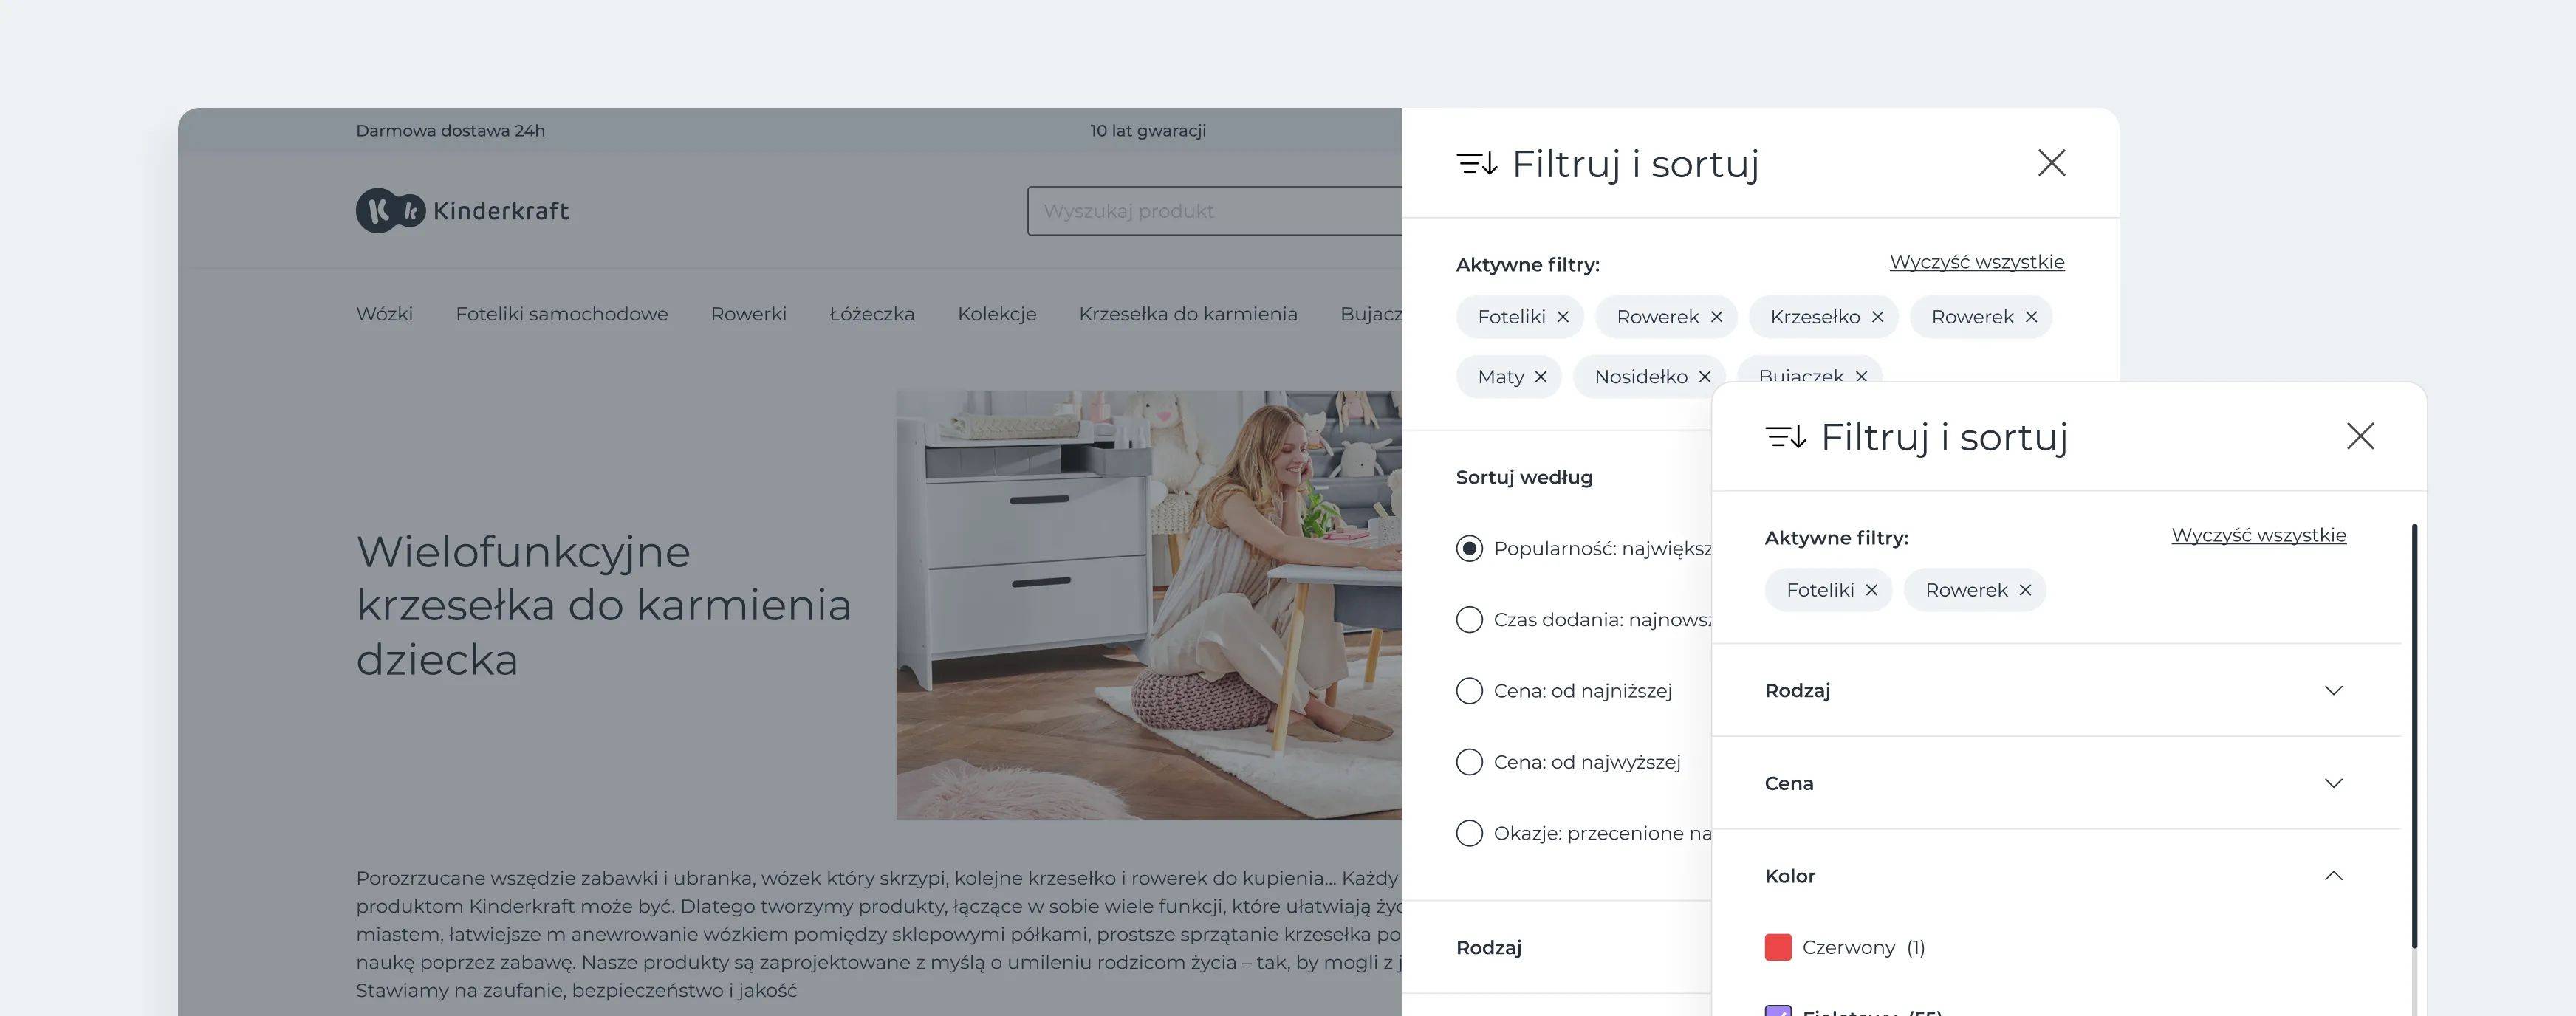 Darmowa dostawa 24h
10 lat gwaracji
Kinderkraft
Wyszukaj produkt
Wózki Foteliki samochodowe Rowerki Łóżeczka Kolekcje Krzesełka do karmienia Bujacz
Wielofunkcyjne
krzesełka do karmienia
dziecka
Porozrzucane wszędzie zabawki i ubranka, wózek który skrzypi, kolejne krzesełko i rowerek do kupienia... Każdy
produktom Kinderkraft może być. Dlatego tworzymy produkty, łączące w sobie wiele funkcji, które ułatwiają życ
miastem, łatwiejsze m anewrowanie wózkiem pomiędzy sklepowymi półkami, prostsze sprzątanie krzesełka po
naukę poprzez zabawę. Nasze produkty są zaprojektowane z myślą o umileniu rodzicom życia – tak, by mogli z j
Stawiamy na zaufanie, bezpieczeństwo i jakość
Filtruj i sortuj
Aktywne filtry:
Wyczyść wszystkie
Foteliki Rowerek Krzesełko Rowerek
Maty Nosidełko Bujaczek
Sortuj według
Popularność: najwięks
Czas dodania: najnows
Cena: od najniższej
Cena: od najwyższej
Okazje: przecenione na
Rodzaj
Filtruj i sortuj
Aktywne filtry:
Wyczyść wszystkie
Foteliki Rowerek
Rodzaj
Cena
Kolor
Czerwony (1)